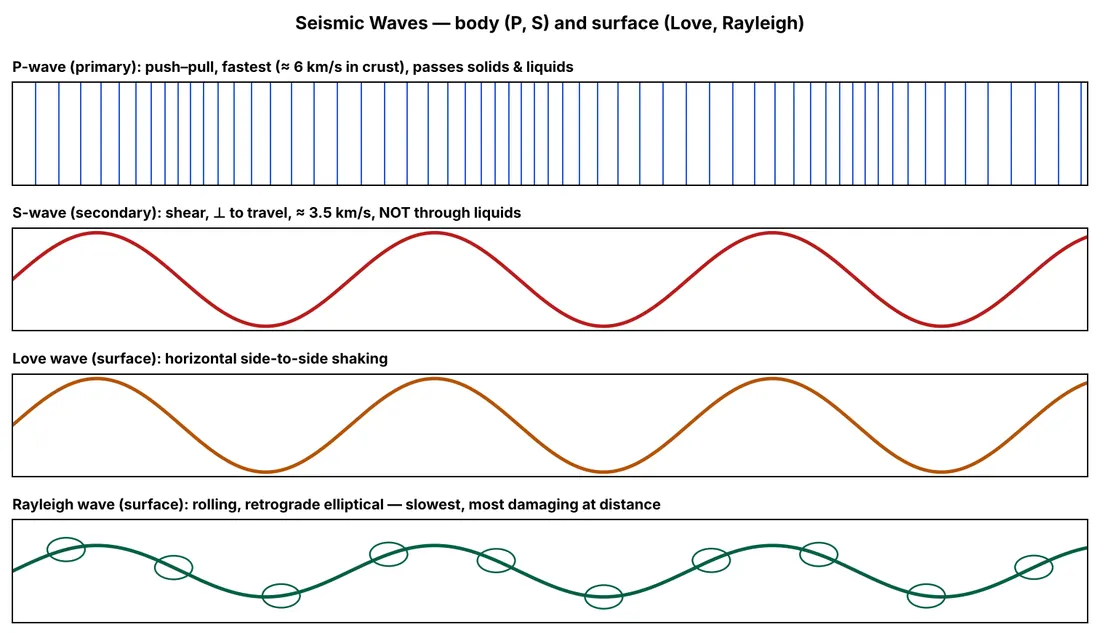 Seismic Waves — body (P, S) and surface (Love, Rayleigh)
P-wave (primary): push–pull, fastest (≈ 6 km/s in crust), passes solids & liquids
S-wave (secondary): shear, ⊥ to travel, ≈ 3.5 km/s, NOT through liquids
Love wave (surface): horizontal side-to-side shaking
Rayleigh wave (surface): rolling, retrograde elliptical — slowest, most damaging at distance